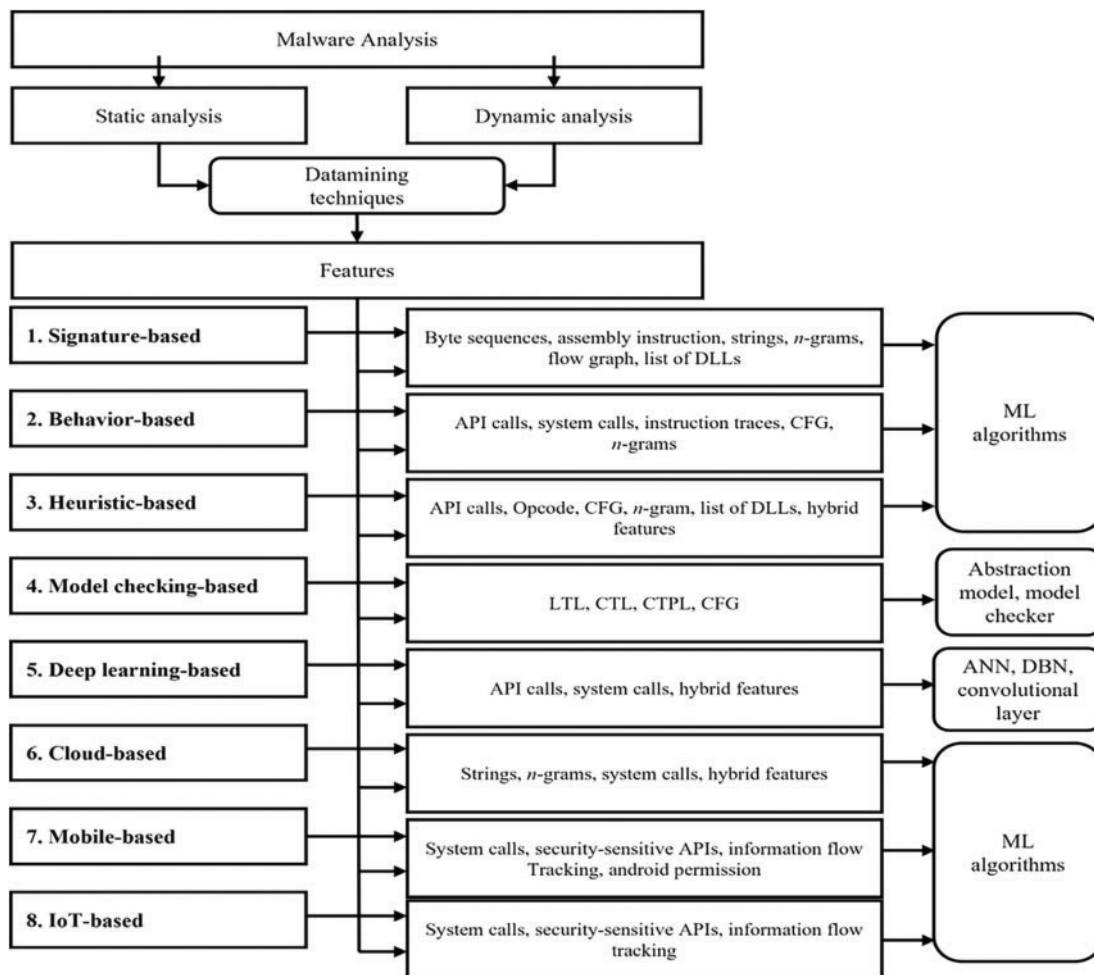 Malware Analysis
Static analysis
Dynamic analysis
Datamining
techniques
Features
1. Signature-based
Byte sequences, assembly instruction, strings, n-grams,
flow graph, list of DLLs
2. Behavior-based
API calls, system calls, instruction traces, CFG,
n-grams
3. Heuristic-based
API calls, Opcode, CFG, n-gram, list of DLLs, hybrid
features
ML
algorithms
4. Model checking-based
LTL, CTL, CTPL, CFG
Abstraction
model, model
checker
5. Deep learning-based
API calls, system calls, hybrid features
ANN, DBN,
convolutional
layer
6. Cloud-based
Strings, n-grams, system calls, hybrid features
7. Mobile-based
System calls, security-sensitive APIs, information flow
Tracking, android permission
8. IoT-based
System calls, security-sensitive APIs, information flow
tracking
ML
algorithms